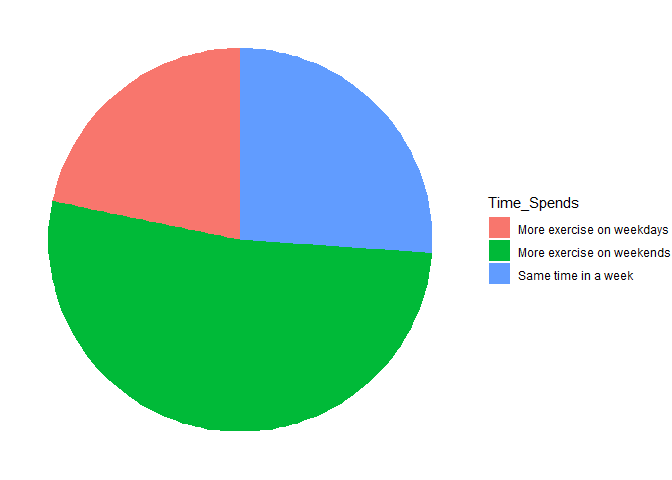 Time_Spends
More exercise on weekdays
More exercise on weekends
Same time in a week